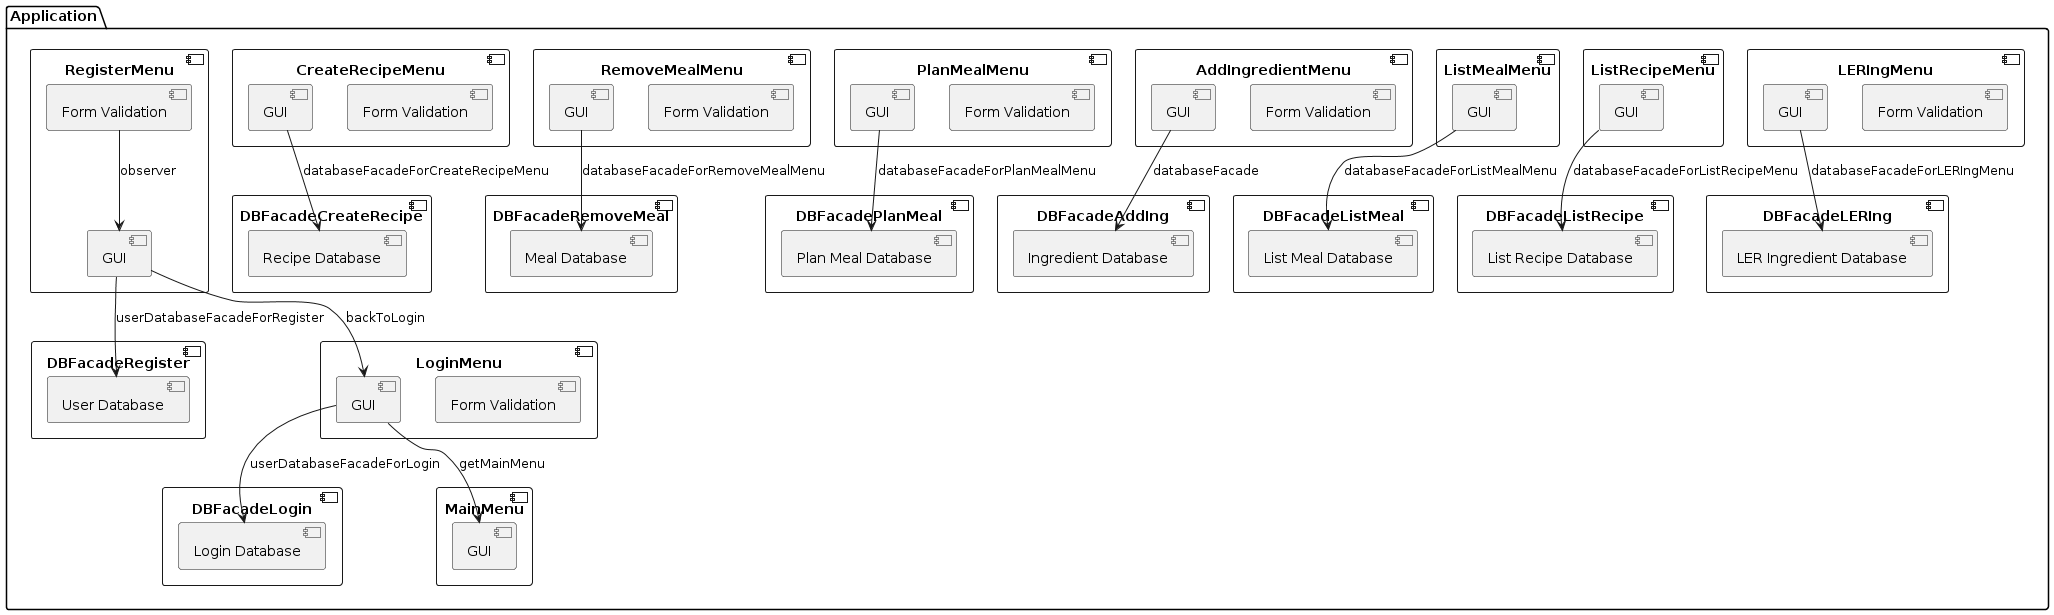 Application
RegisterMenu
Form Validation
observer
GUI
CreateRecipeMenu
GUI
Form Validation
databaseFacadeForCreateRecipeMenu
DBFacadeCreateRecipe
Recipe Database
RemoveMealMenu
GUI
Form Validation
databaseFacadeForRemoveMealMenu
DBFacadeRemoveMeal
Meal Database
PlanMealMenu
GUI
Form Validation
databaseFacadeForPlanMealMenu
DBFacadePlanMeal
Plan Meal Database
AddIngredientMenu
GUI
Form Validation
databaseFacade
DBFacadeAddIng
Ingredient Database
ListMealMenu
GUI
databaseFacadeForListMealMenu
DBFacadeListMeal
List Meal Database
ListRecipeMenu
GUI
databaseFacadeForListRecipeMenu
DBFacadeListRecipe
List Recipe Database
LERIngMenu
GUI
Form Validation
databaseFacadeForLERIngMenu
DBFacadeLERIng
LER Ingredient Database
userDatabaseFacadeForRegister
backToLogin
DBFacadeRegister
User Database
LoginMenu
GUI
Form Validation
userDatabaseFacadeForLogin
getMainMenu
DBFacadeLogin
Login Database
MainMenu
GUI